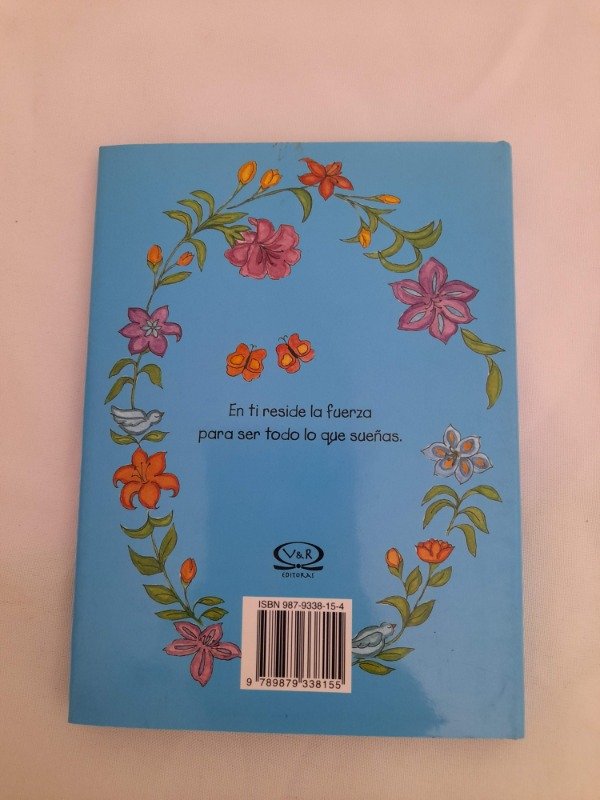 En ti reside la fuerza
para ser todo lo que sueñas.
V&R
EDITORAS
ISBN 987-9338-15-4
9 789879 338155